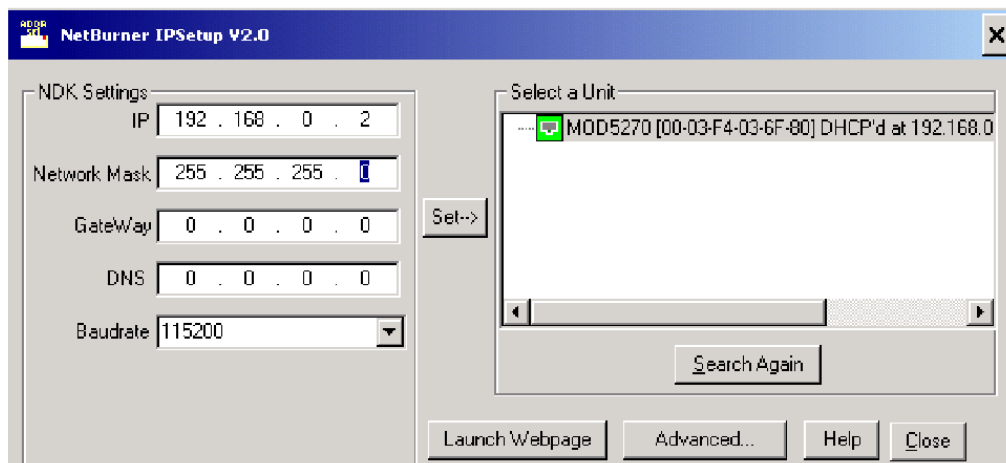 NetBurner IPSetup V2.0
NDK Settings
IP 192 . 168 . 0 . 2
Network Mask 255 . 255 . 255 . 0
GateWay 0 . 0 . 0 . 0
DNS 0 . 0 . 0 . 0
Baudrate 115200
Set-->
Select a Unit
MOD5270 [00-03-F4-03-6F-80] DHCP'd at 192.168.0
Search Again
Launch Webpage
Advanced...
Help
Close